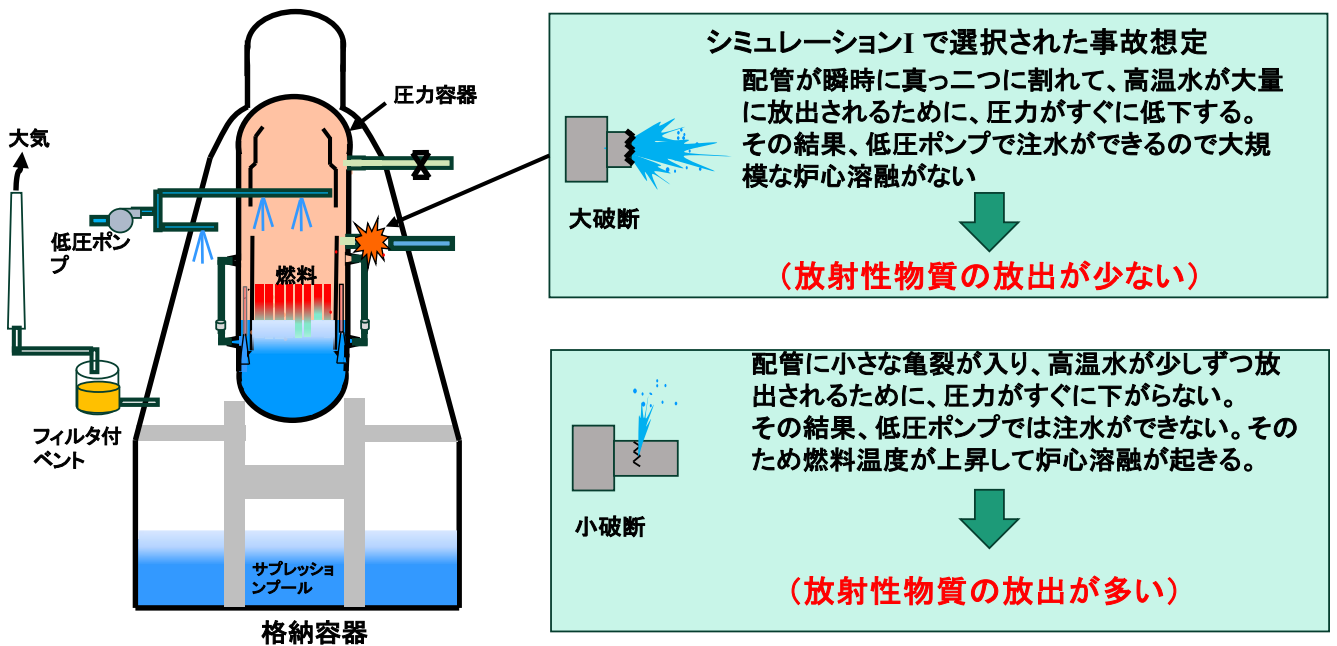 圧力容器
大気
低圧ポン
プ
燃料
フィルタ付
ベント
サプレッショ
ンプール
格納容器
シミュレーションI で選択された事故想定
配管が瞬時に真っ二つに割れて、高温水が大量
に放出されるために、圧力がすぐに低下する。
その結果、低圧ポンプで注水ができるので大規
模な炉心溶融がない
大破断
（放射性物質の放出が少ない）
配管に小さな亀裂が入り、高温水が少しずつ放
出されるために、圧力がすぐに下がらない。
その結果、低圧ポンプでは注水ができない。その
ため燃料温度が上昇して炉心溶融が起きる。
小破断
（放射性物質の放出が多い）